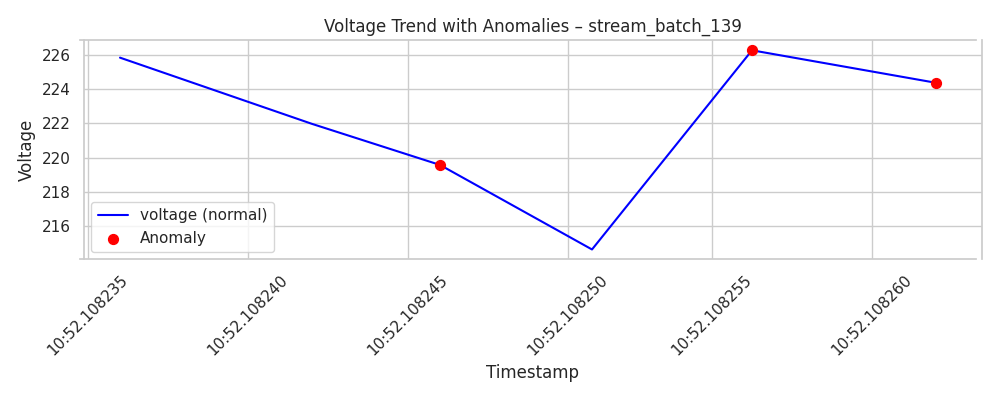 Voltage Trend with Anomalies – stream_batch_139
Voltage
226
224
222
220
218
216
voltage (normal)
Anomaly
10:52.108235
10:52.108240
10:52.108245
10:52.108250
10:52.108255
10:52.108260
Timestamp